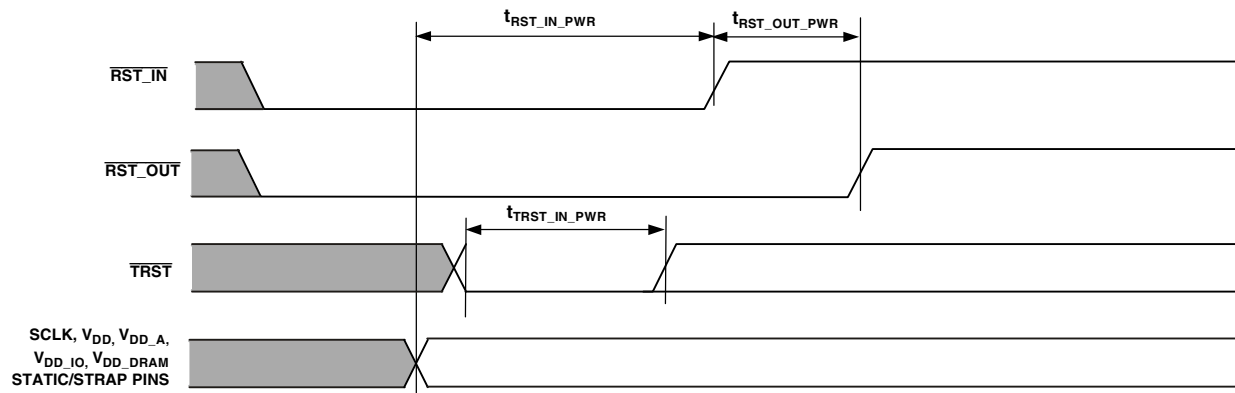 tRST_IN_PWR
tRST_OUT_PWR
RST_IN
RST_OUT
tTRST_IN_PWR
TRST
SCLK, VDD, VDD_A,
VDD_IO, VDD_DRAM
STATIC/STRAP PINS